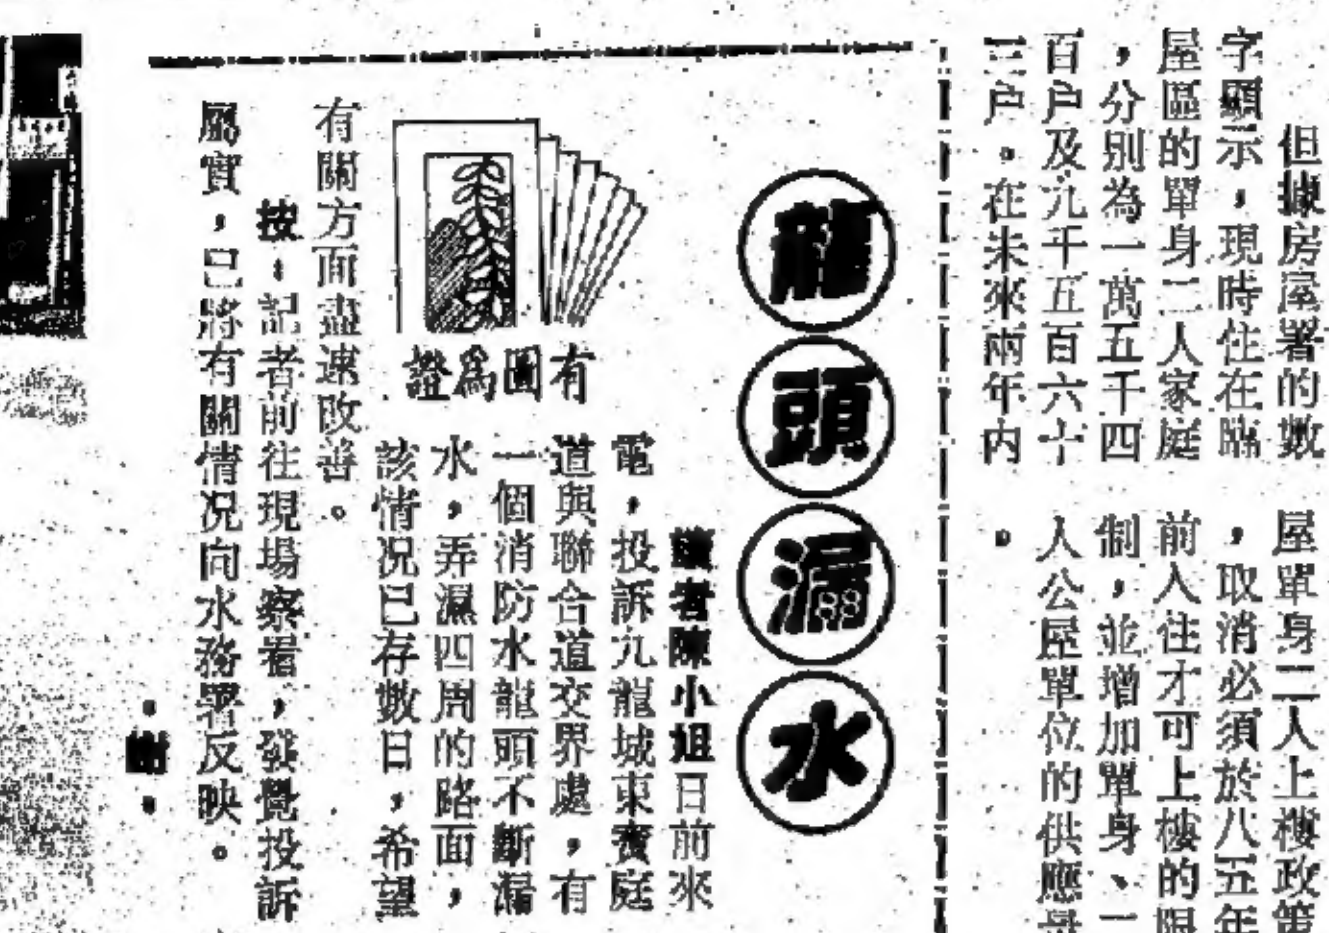 但據房屋署的數
字顯示，現時住在臨
屋區的單身二人家庭
，分別為一萬五千四
百戶及九千五百六十
三戶。在未來兩年內
屋單身二人上樓政策
，取消必須於八五年
前入住才可上樓的限
制，並增加單身、一
人公屋單位的供應量
。
龍頭漏水
有圖為證
讀者陳小姐日前來
電，投訴九龍城東寶庭
道與聯合道交界處，有
一個消防水龍頭不斷漏
水，弄濕四周的路面，
該情況已存數日，希望
有關方面盡速改善。
按：記者前往現場察看，發覺投訴
屬實，已將有關情況向水務署反映。